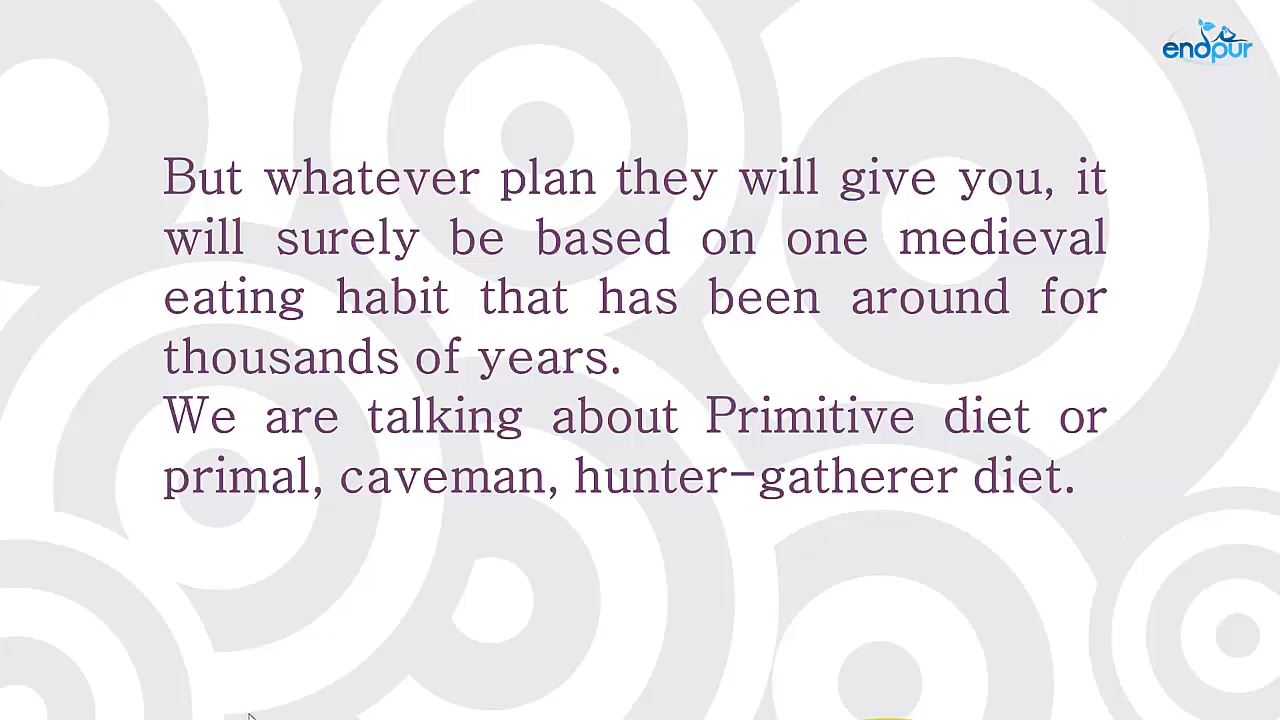 endpur
But whatever plan they will give you, it
will surely be based on one medieval
eating habit that has been around for
thousands of years.
We are talking about Primitive diet or
primal, caveman, hunter-gatherer diet.